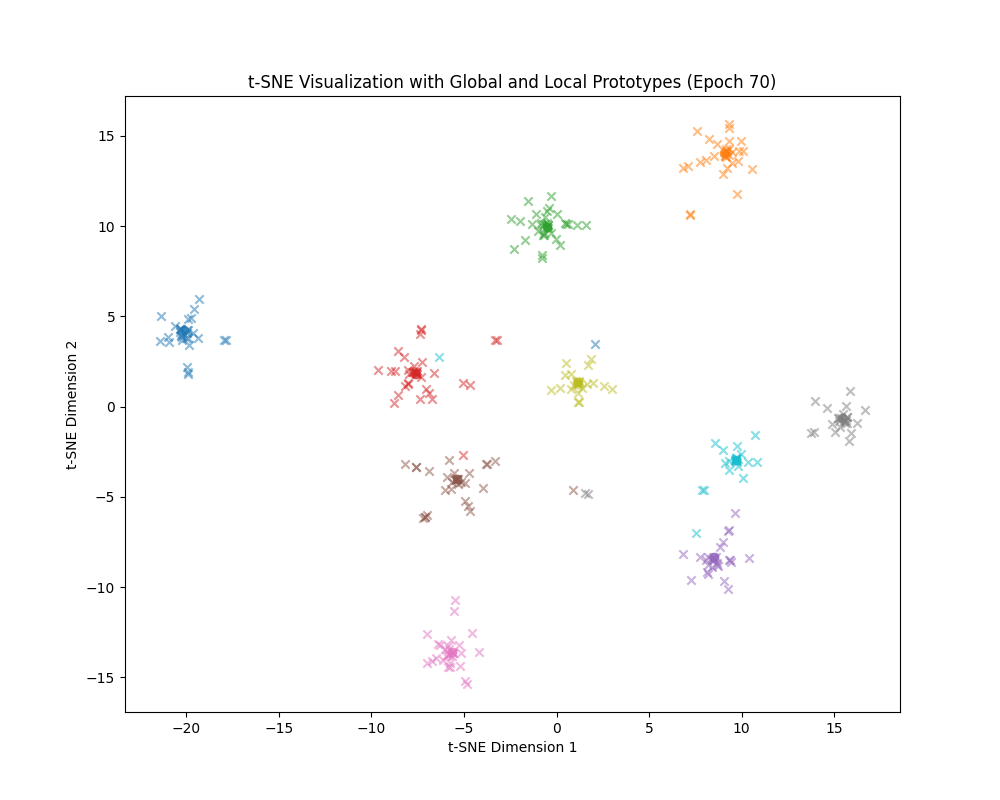 t-SNE Visualization with Global and Local Prototypes (Epoch 70)
15
10
5
0
−5
−10
−15
t-SNE Dimension 2
−20 −15 −10 −5 0 5 10 15
t-SNE Dimension 1